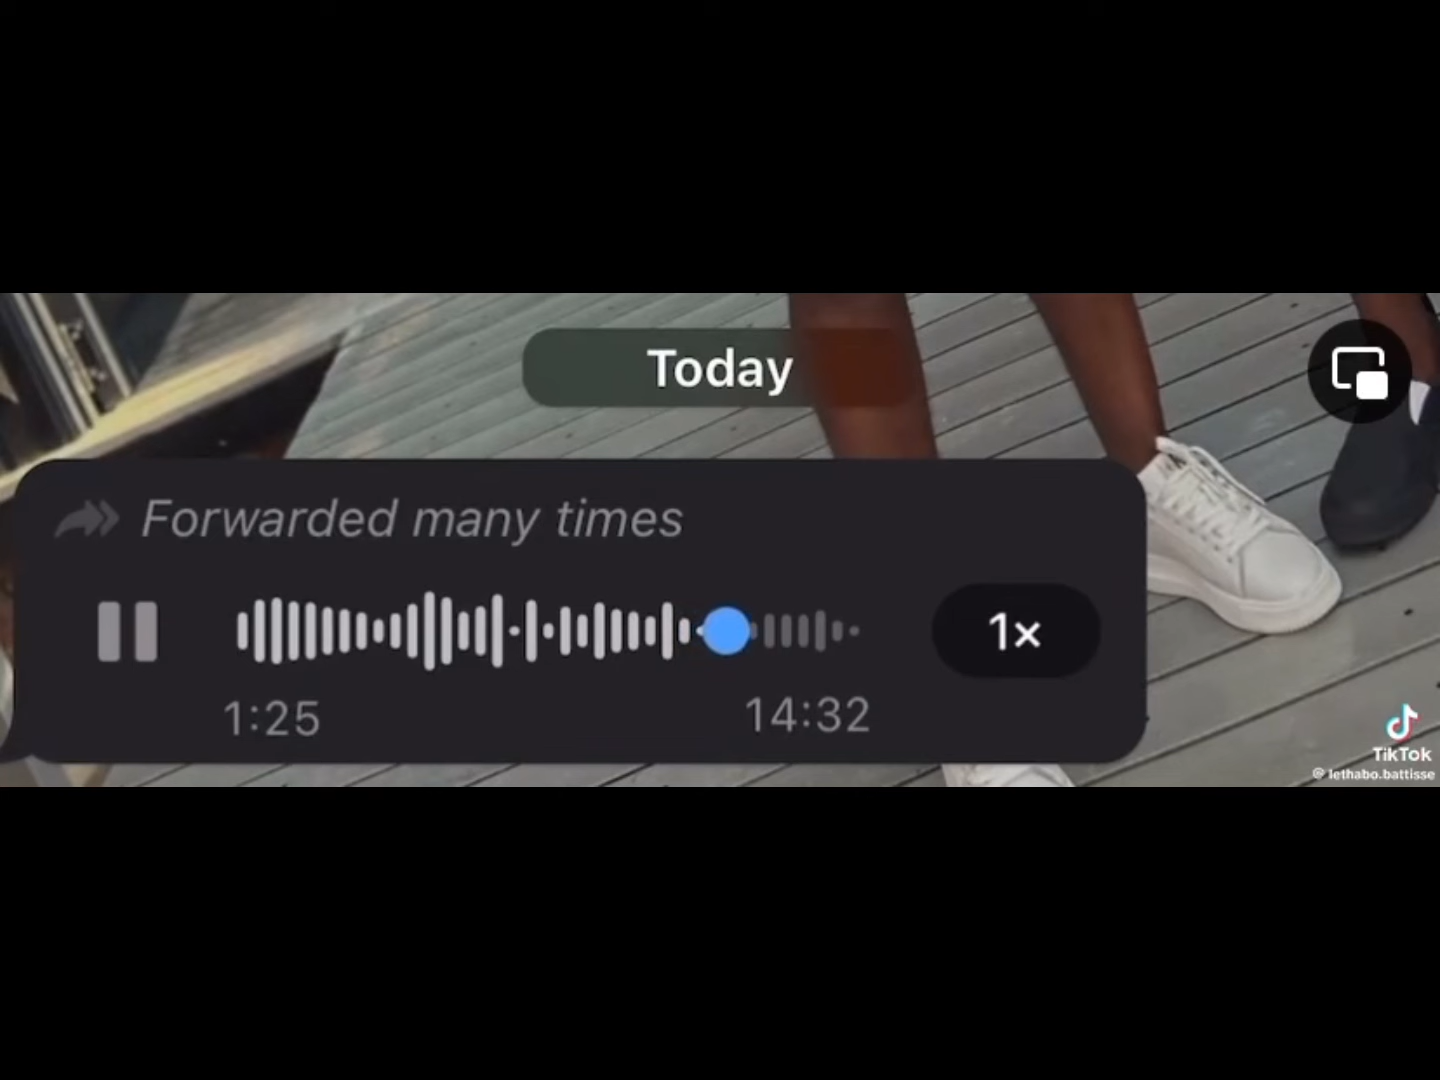 Today
Forwarded many times
1×
1:25
14:32
TikTok
@ lethabo.battisse